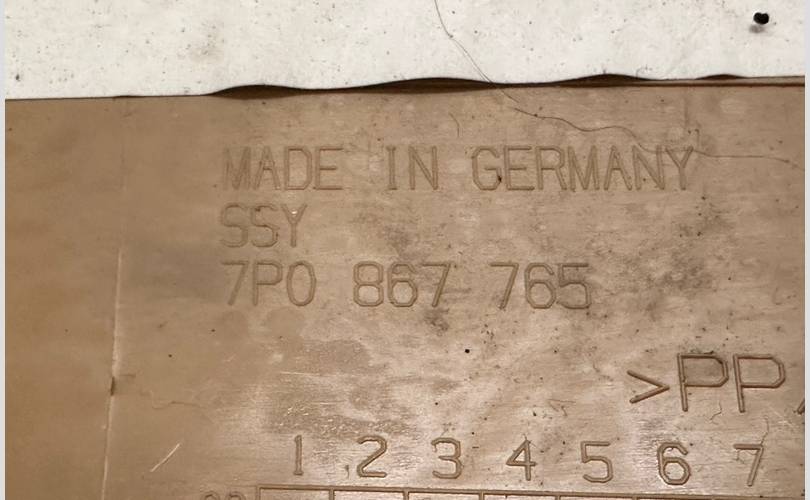 MADE IN GERMANY
SSY
7P0 867 765
>PP
1 2 3 4 5 6 7